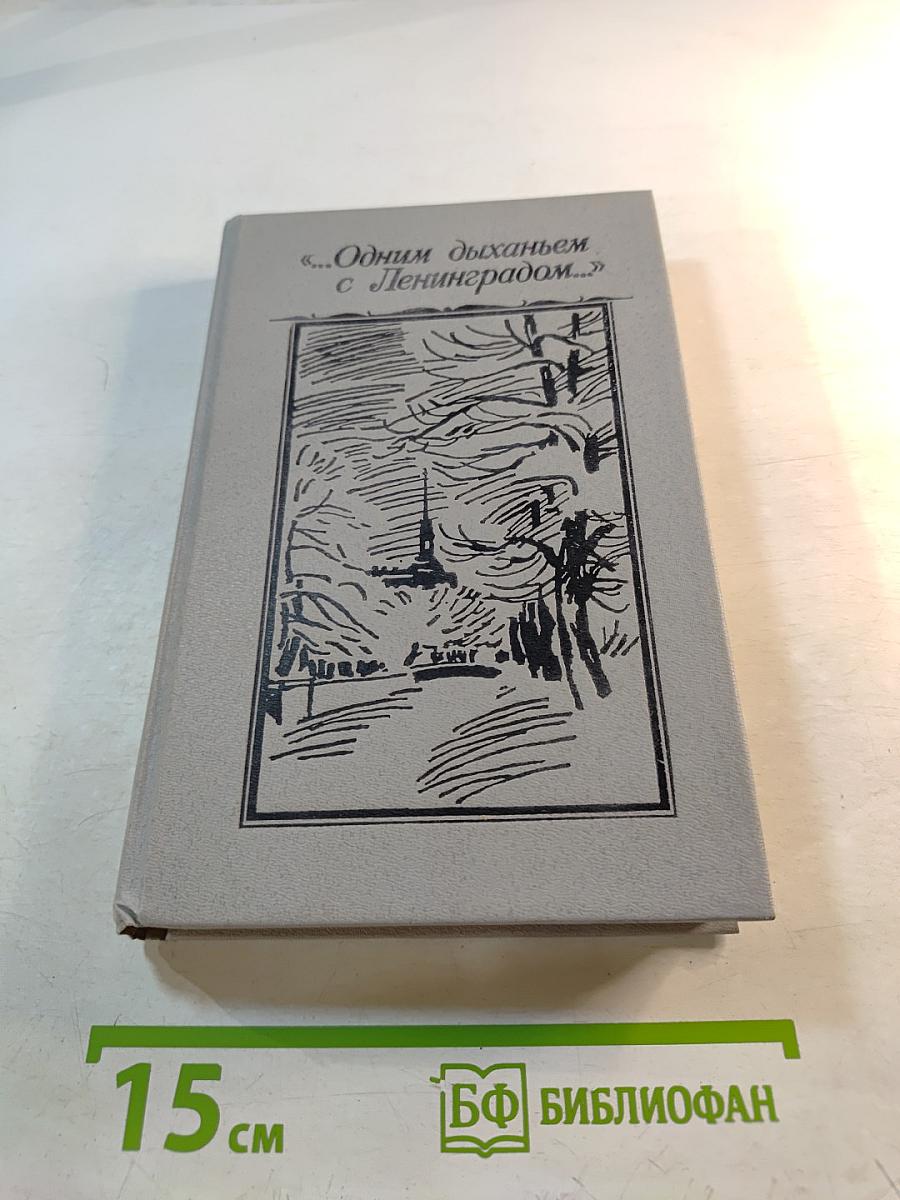 «...Одним дыханьем
с Ленинградом...»
15 см
БФ БИБЛИОФАН